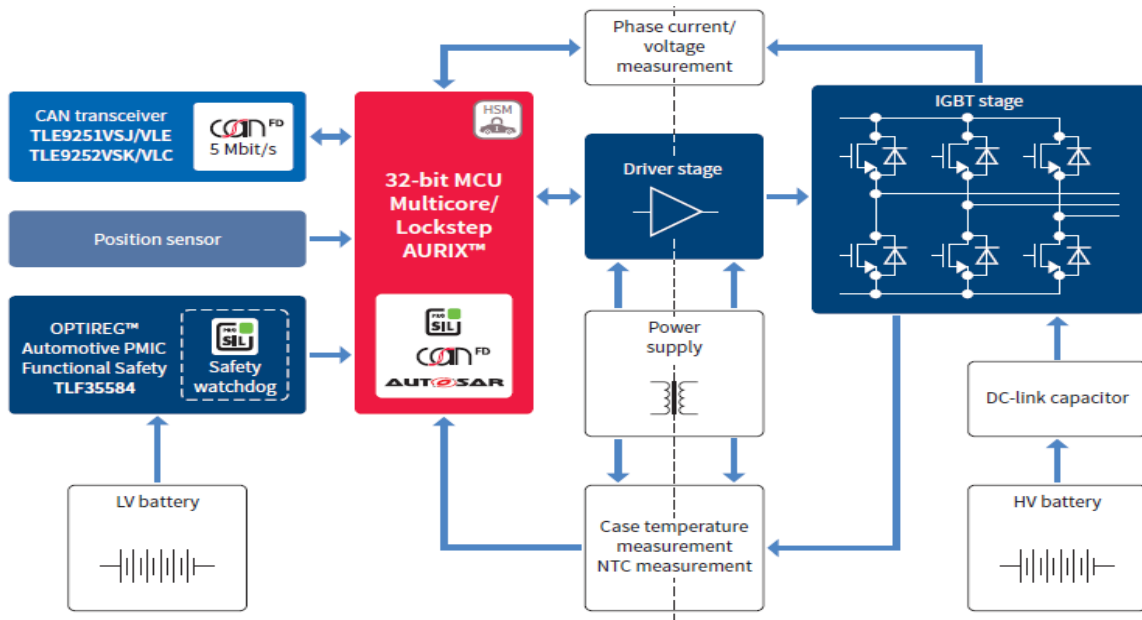 Phase current/
voltage
measurement
CAN transceiver
TLE9251VSJ/VLE
TLE9252VSK/VLC
CAN FD
5 Mbit/s
HSM
32-bit MCU
Multicore/
Lockstep
AURIX™
PRO
SIL
CAN FD
AUTOSAR
Driver stage
IGBT stage
Position sensor
OPTIREG™
Automotive PMIC
Functional Safety
TLF35584
PRO
SIL
Safety
watchdog
Power
supply
DC-link capacitor
LV battery
Case temperature
measurement
NTC measurement
HV battery